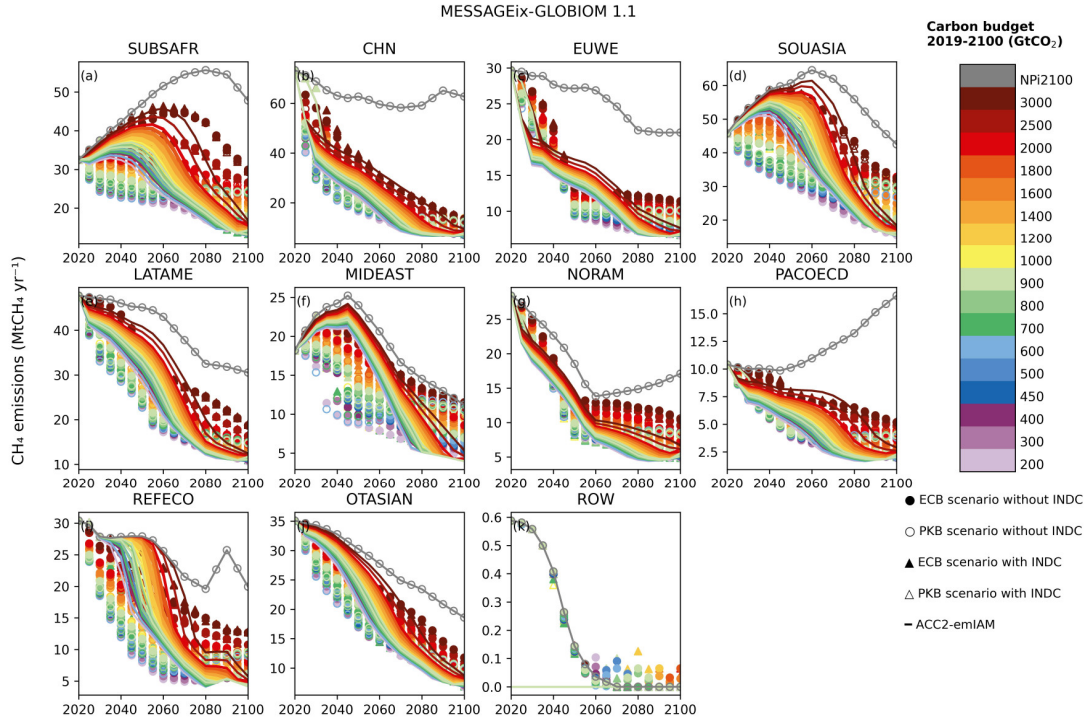 MESSAGEix-GLOBIOM 1.1
SUBSAFR CHN EUWE SOUASIA
(a) (b) (c) (d)
50 40 30 20
60 40 20
30 25 20 15 10
60 50 40 30 20
2020 2040 2060 2080 2100 2020 2040 2060 2080 2100 2020 2040 2060 2080 2100 2020 2040 2060 2080 2100
CH₄ emissions (MtCH₄ yr⁻¹)
LATAME MIDEAST NORAM PACOECD
(f) (g) (h)
40 30 20 10
25 20 15 10 5
25 20 15 10 5
15.0 12.5 10.0 7.5 5.0 2.5
2020 2040 2060 2080 2100 2020 2040 2060 2080 2100 2020 2040 2060 2080 2100 2020 2040 2060 2080 2100
REFECO OTASIAN ROW
(j) (k)
30 25 20 15 10 5
35 30 25 20 15 10
0.6 0.5 0.4 0.3 0.2 0.1 0.0
2020 2040 2060 2080 2100 2020 2040 2060 2080 2100 2020 2040 2060 2080 2100
Carbon budget
2019-2100 (GtCO₂)
NPi2100
3000
2500
2000
1600
1400
1200
1000
900
800
700
600
500
400
300
200
ECB scenario without INDC
PKB scenario without INDC
ECB scenario with INDC
PKB scenario with INDC
ACC2-emIAM